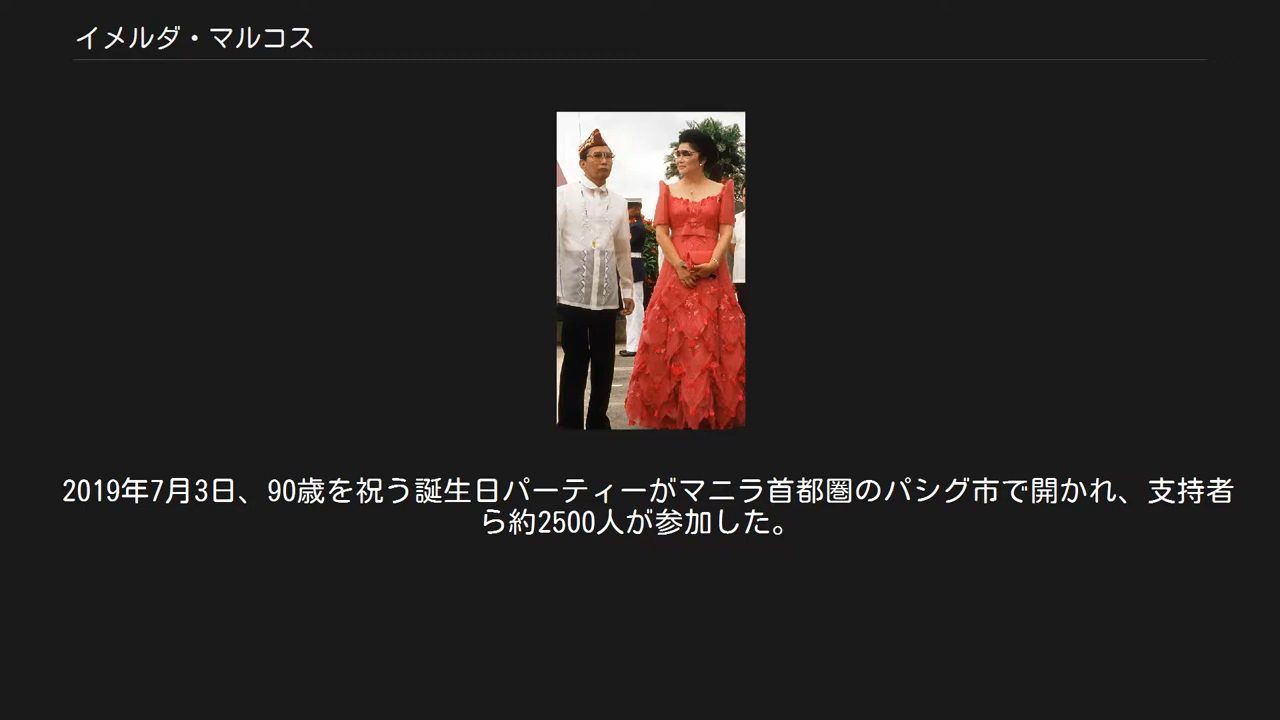 イメルダ・マルコス
2019年7月3日、90歳を祝う誕生日パーティーがマニラ首都圏のパシグ市で開かれ、支持者
ら約2500人が参加した。